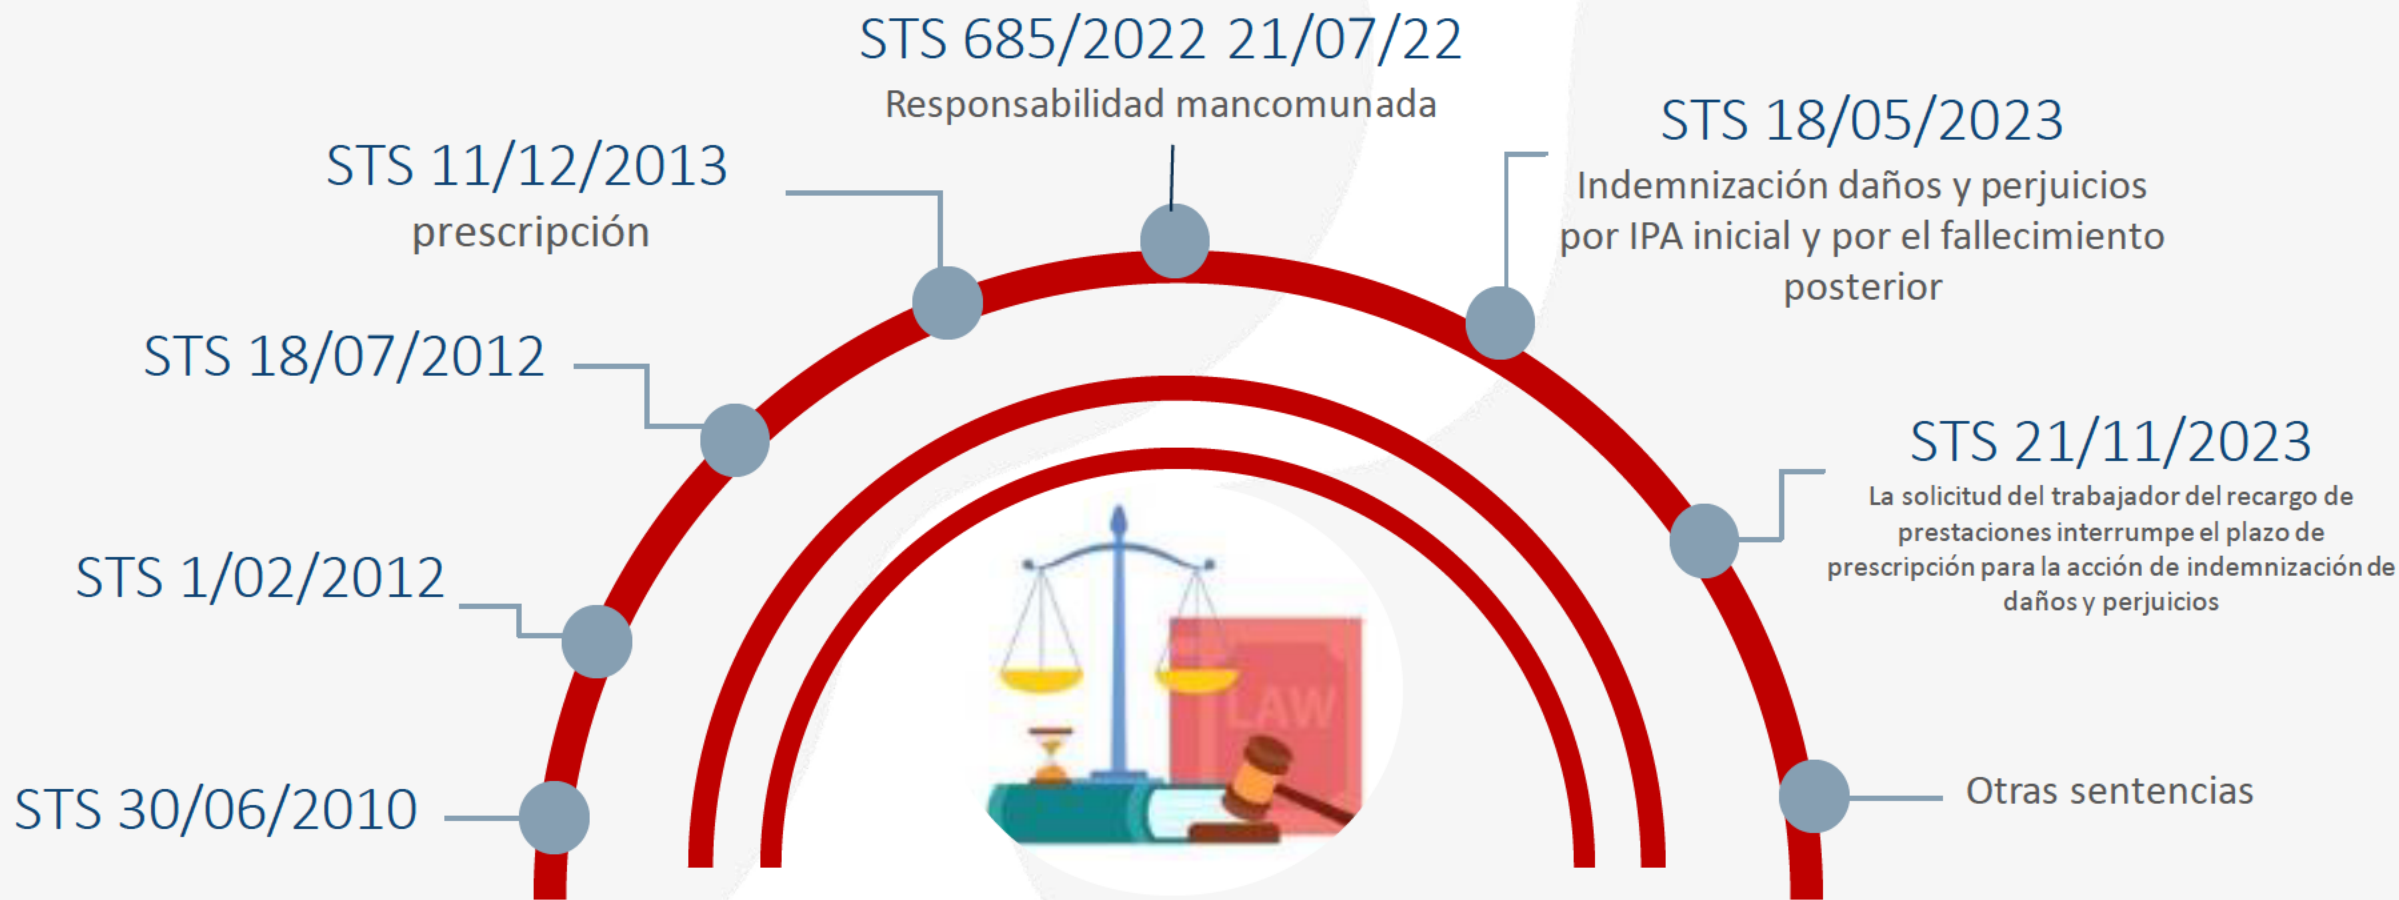 STS 685/2022 21/07/22
Responsabilidad mancomunada
STS 11/12/2013
prescripción
STS 18/05/2023
Indemnización daños y perjuicios
por IPA inicial y por el fallecimiento
posterior
STS 18/07/2012
STS 21/11/2023
La solicitud del trabajador del recargo de
prestaciones interrumpe el plazo de
prescripción para la acción de indemnización de
daños y perjuicios
STS 1/02/2012
LAW
STS 30/06/2010
Otras sentencias